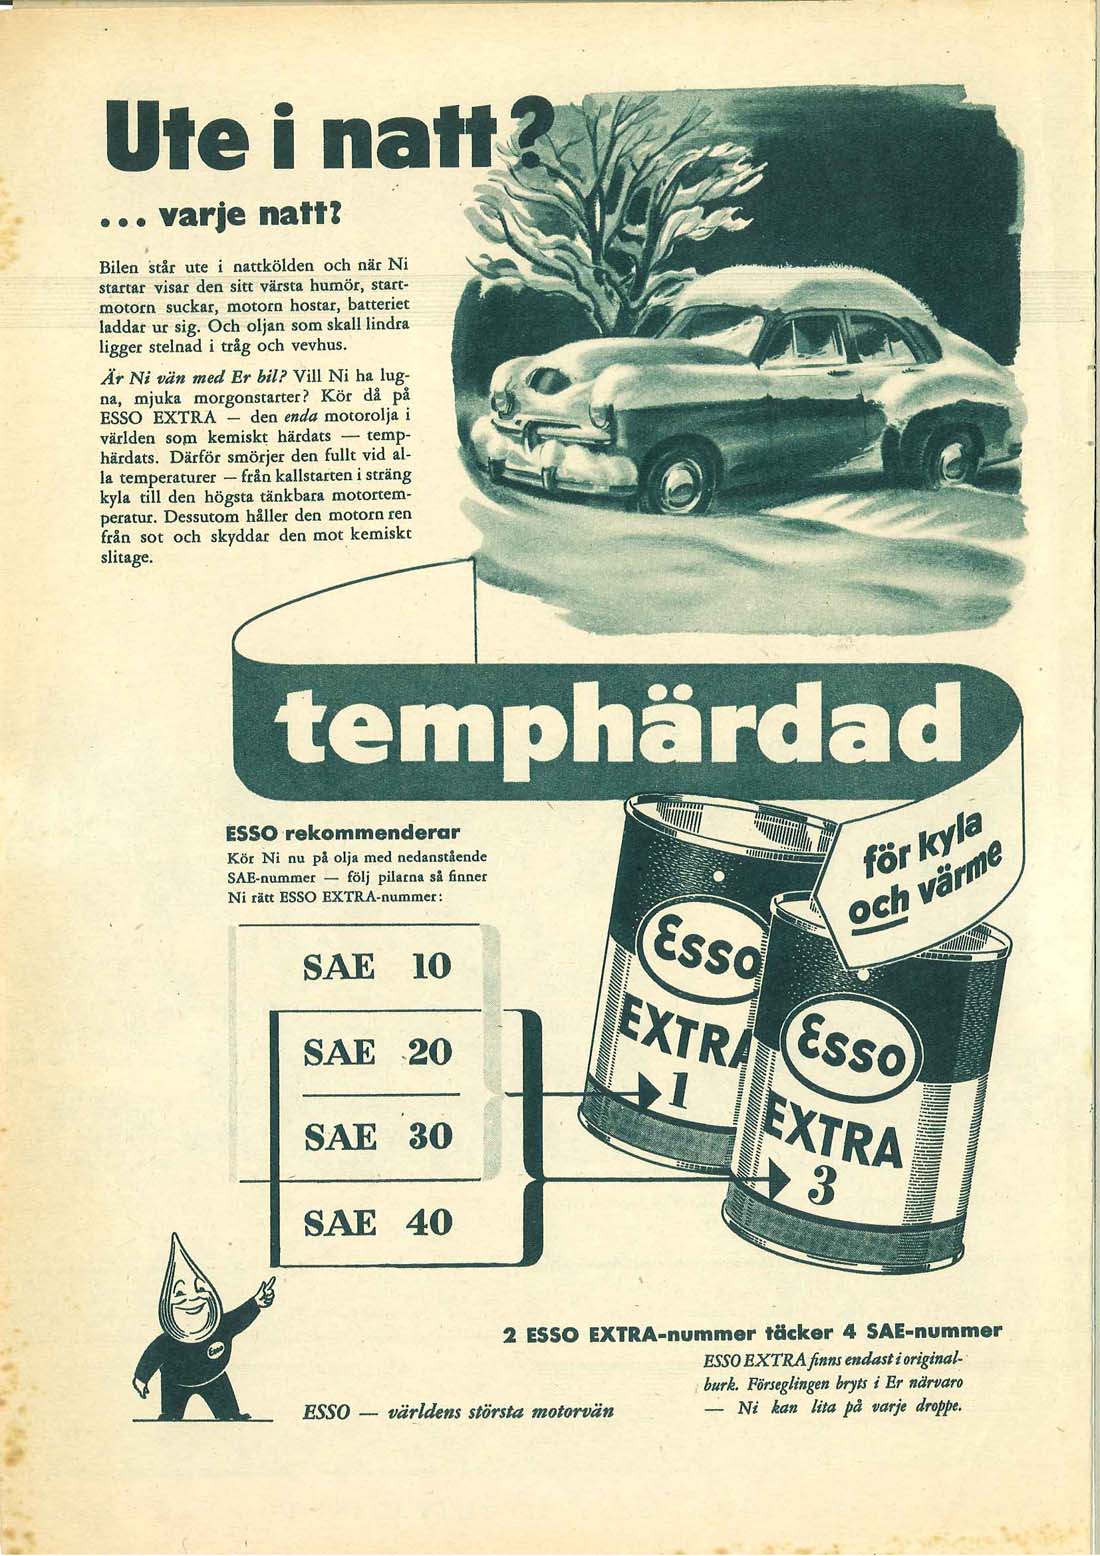 Ute i natt?
... varje natt?
Bilen står ute i nattkölden och när Ni
startar visar den sitt värsta humör, start-
motorn suckar, motorn hostar, batteriet
laddar ur sig. Och oljan som skall lindra
ligger stelnad i tråg och vevhus.
Är Ni vän med Er bil? Vill Ni ha lug-
na, mjuka morgonstarter? Kör då på
ESSO EXTRA — den enda motorolja i
världen som kemiskt härdats — temp-
härdats. Därför smörjer den fullt vid al-
la temperaturer — från kallstarten i sträng
kyla till den högsta tänkbara motortem-
peratur. Dessutom håller den motorn ren
från sot och skyddar den mot kemiskt
slitage.
temphärdad
för kyla
och värme
ESSO rekommenderar
Kör Ni nu på olja med nedanstående
SAE-nummer — följ pilarna så finner
Ni rätt ESSO EXTRA-nummer:
SAE 10
SAE 20
SAE 30
SAE 40
Esso
EXTRA
1
Esso
EXTRA
3
Esso
2 ESSO EXTRA-nummer täcker 4 SAE-nummer
ESSO EXTRA finns endast i original-
burk. Förseglingen bryts i Er närvaro
— Ni kan lita på varje droppe.
ESSO — världens största motorvän